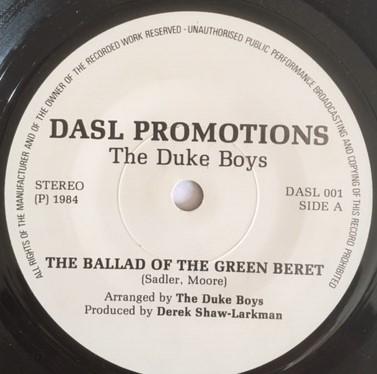 ALL RIGHTS OF THE MANUFACTURER AND OF THE OWNER OF THE RECORDED WORK RESERVED - UNAUTHORISED PUBLIC PERFORMANCE BROADCASTING AND COPYING OF THIS RECORD PROHIBITED
DASL PROMOTIONS
The Duke Boys
STEREO
(P) 1984
DASL 001
SIDE A
THE BALLAD OF THE GREEN BERET
(Sadler, Moore)
Arranged by The Duke Boys
Produced by Derek Shaw-Larkman